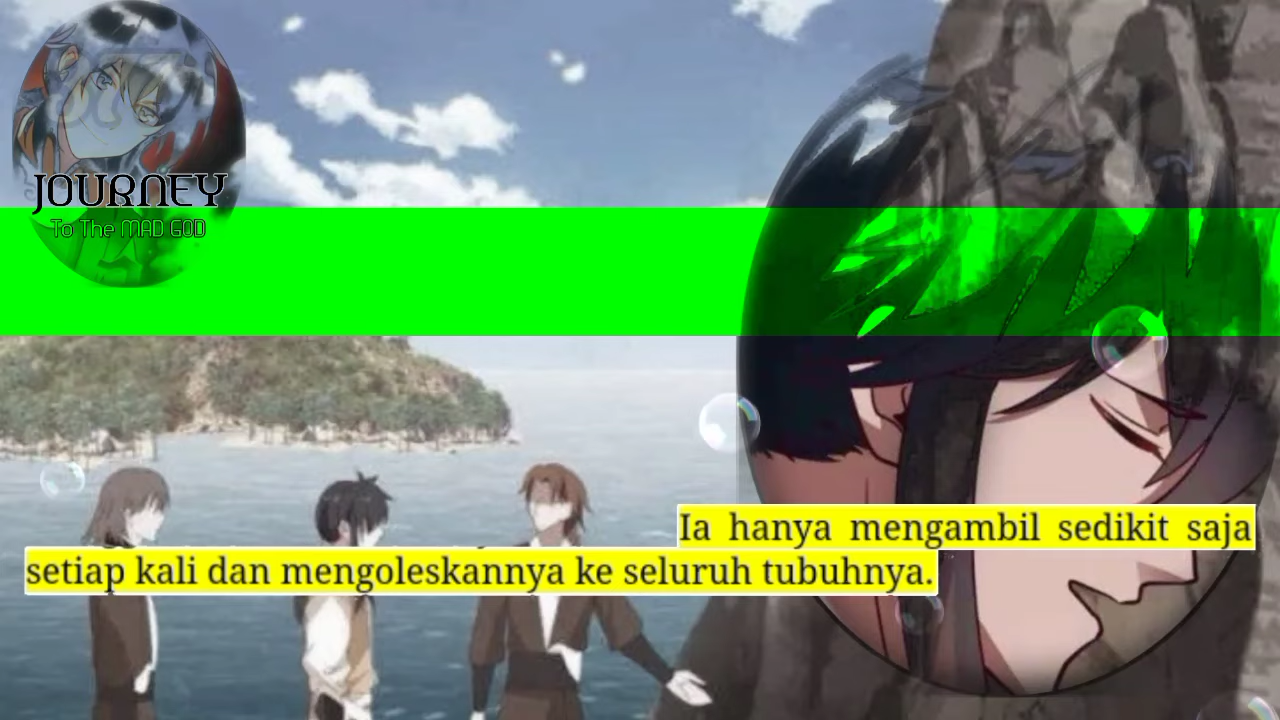 JOURNEY
To The MAD GOD
Ia hanya mengambil sedikit saja
setiap kali dan mengoleskannya ke seluruh tubuhnya.